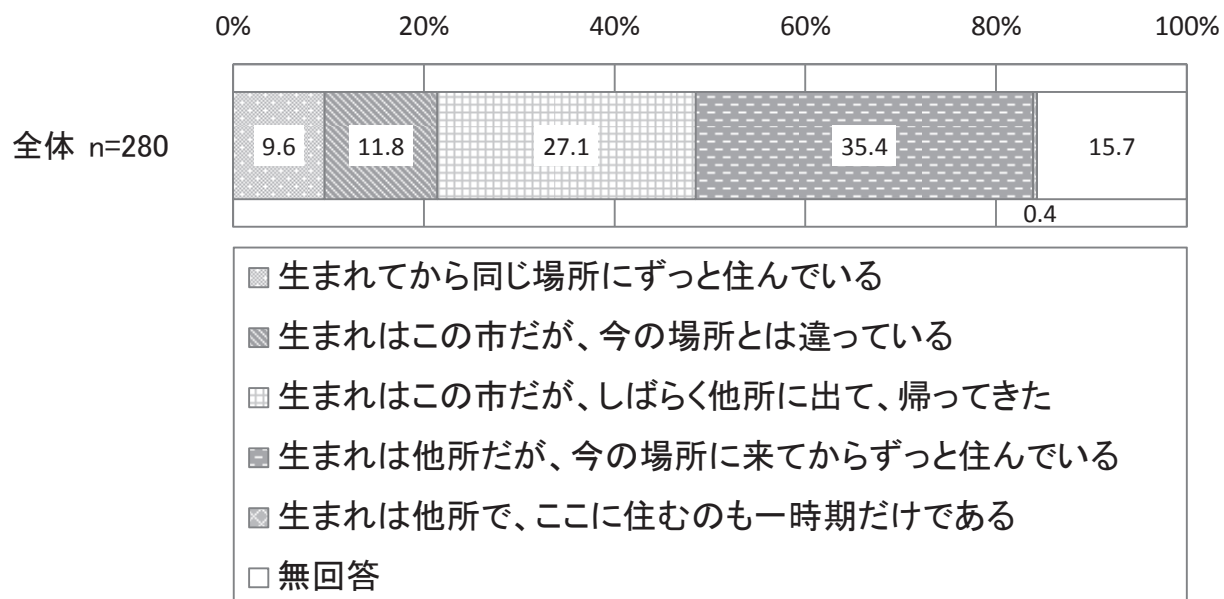 0% 20% 40% 60% 80% 100%
全体 n=280 9.6 11.8 27.1 35.4 15.7
0.4
生まれてから同じ場所にずっと住んでいる
生まれはこの市だが、今の場所とは違っている
生まれはこの市だが、しばらく他所に出て、帰ってきた
生まれは他所だが、今の場所に来てからずっと住んでいる
生まれは他所で、ここに住むのも一時期だけである
無回答